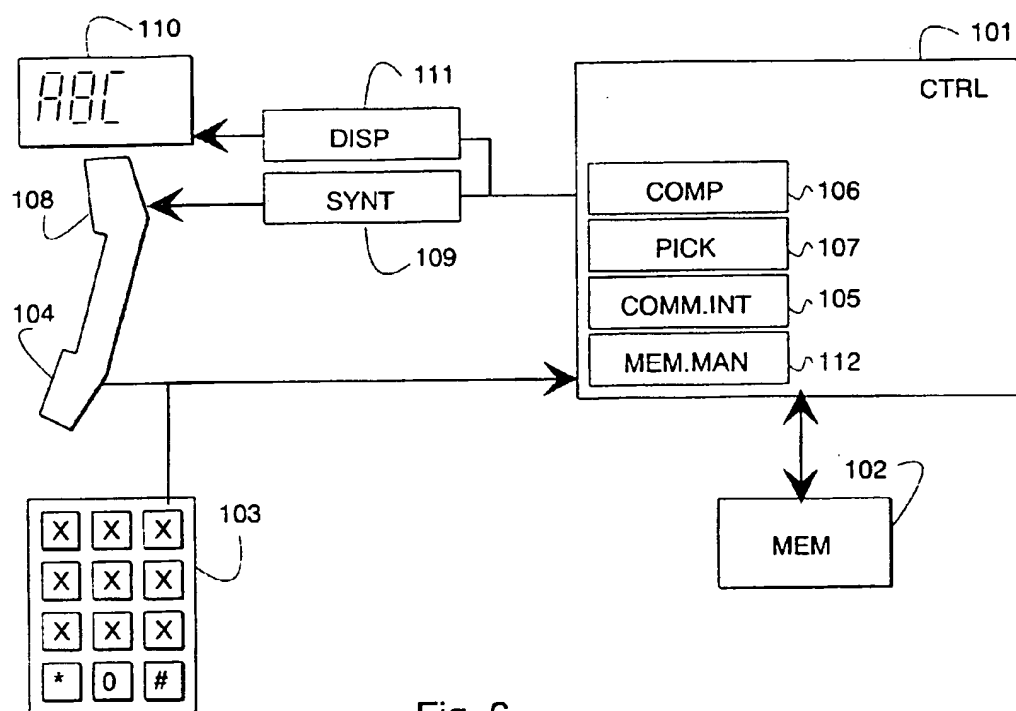 110
101
111
CTRL
ABC
DISP
COMP
106
108
SYNT
PICK
107
109
COMM.INT
105
104
MEM.MAN
112
102
X X X
103
MEM
X X X
X X X
* 0 #
Fig. 6